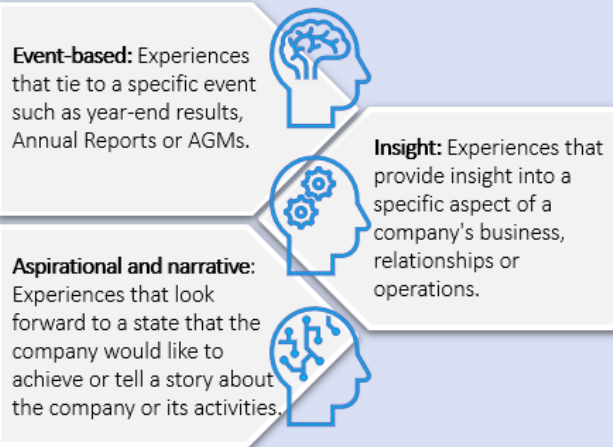 Event-based: Experiences
that tie to a specific event
such as year-end results,
Annual Reports or AGMs.
Insight: Experiences that
provide insight into a
specific aspect of a
company's business,
relationships or
operations.
Aspirational and narrative:
Experiences that look
forward to a state that the
company would like to
achieve or tell a story about
the company or its activities.